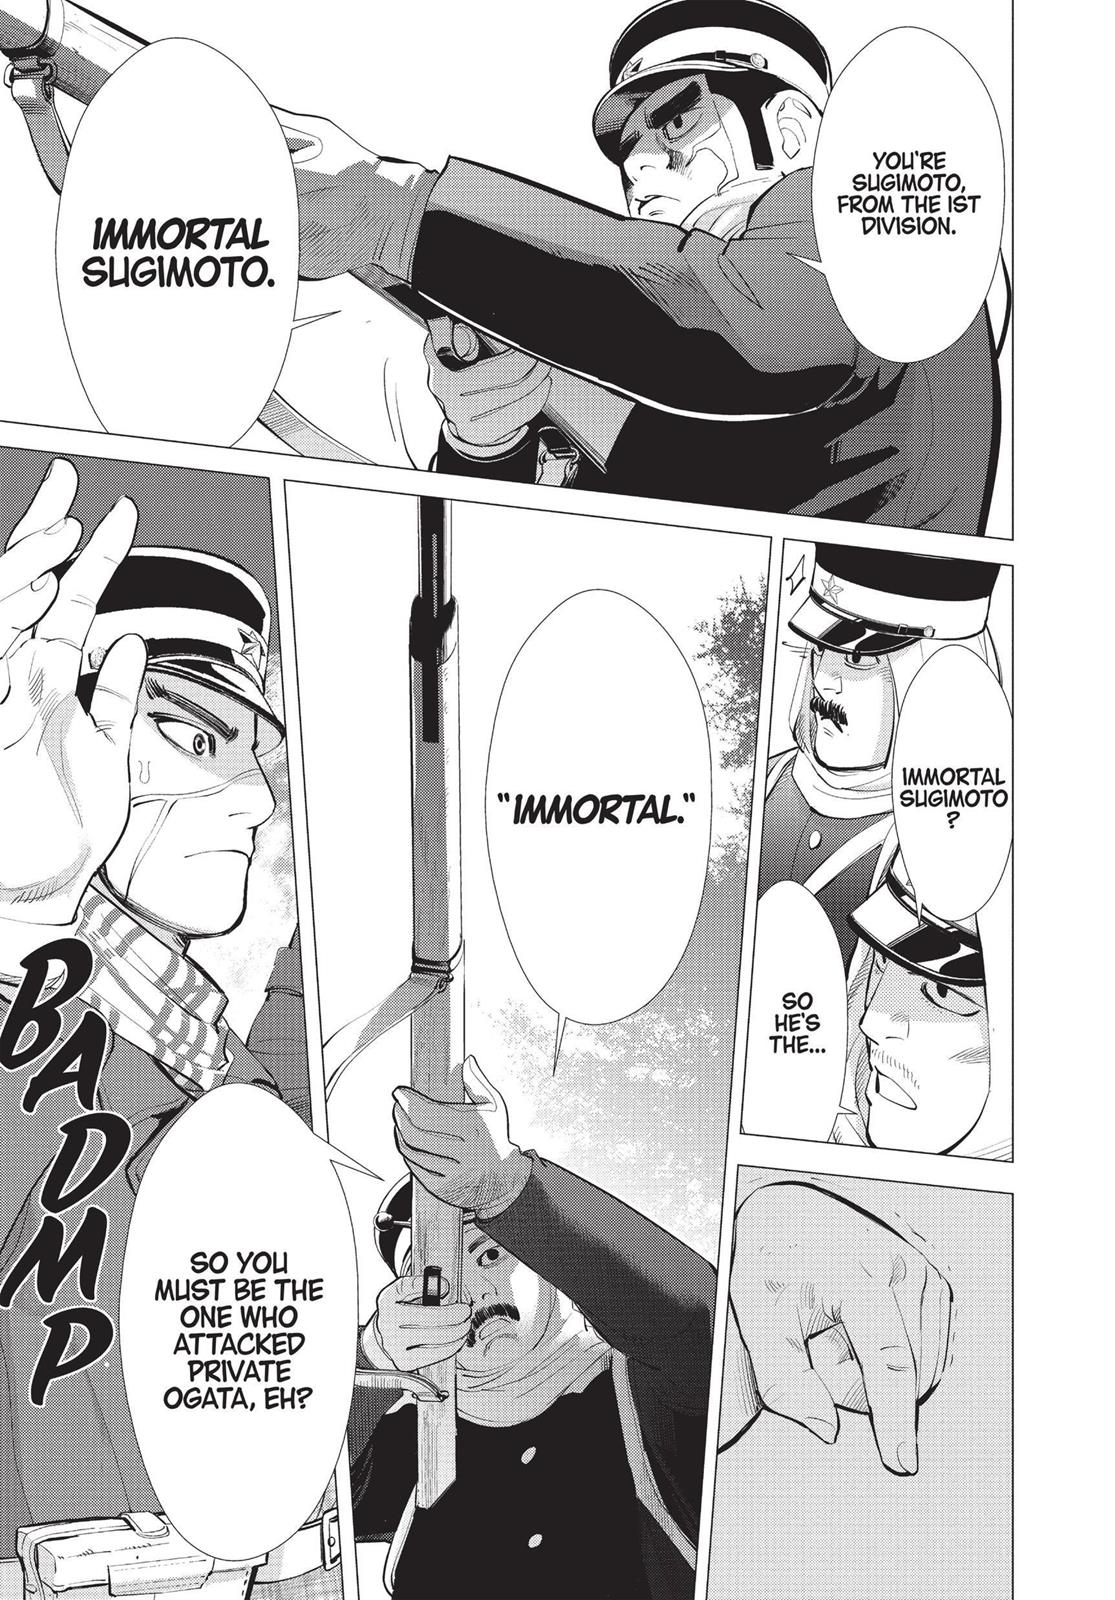 YOU'RE
SUGIMOTO,
FROM THE 1ST
DIVISION.
IMMORTAL
SUGIMOTO.
IMMORTAL
SUGIMOTO
?
SO
HE'S
THE...
"IMMORTAL."
SO YOU
MUST BE THE
ONE WHO
ATTACKED
PRIVATE
OGATA, EH?
BADMP